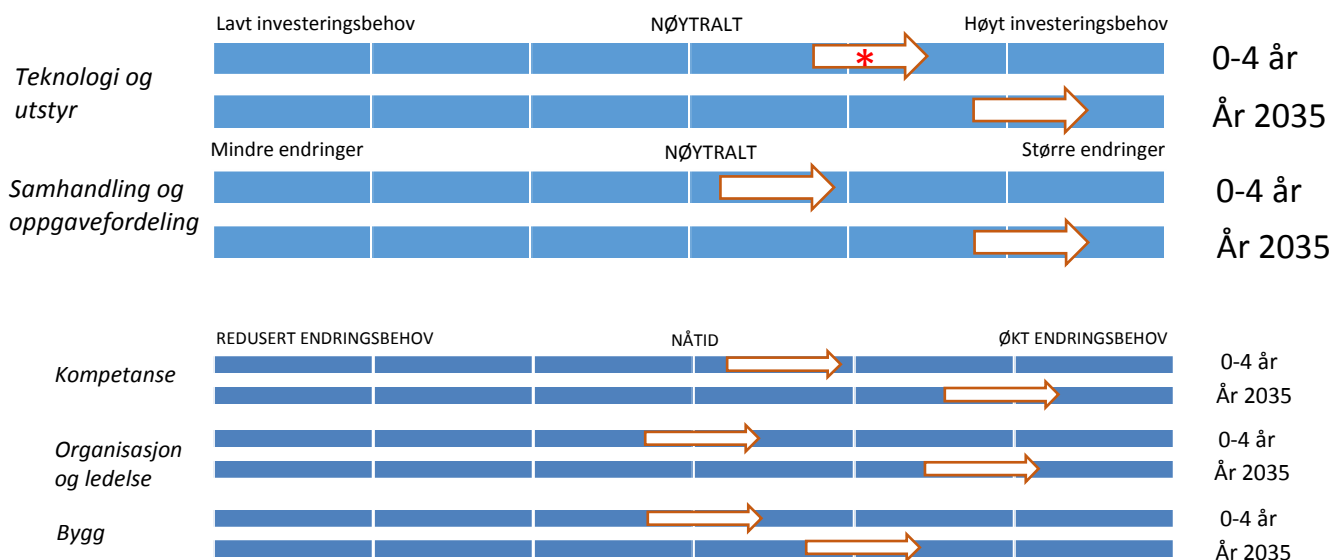 Lavt investeringsbehov NØYTRALT Høyt investeringsbehov
Teknologi og
utstyr
* 0-4 år
År 2035
Mindre endringer NØYTRALT Større endringer
Samhandling og
oppgavefordeling
0-4 år
År 2035
REDUSERT ENDRINGSBEHOV NÅTID ØKT ENDRINGSBEHOV
Kompetanse
0-4 år
År 2035
Organisasjon
og ledelse
0-4 år
År 2035
Bygg
0-4 år
År 2035